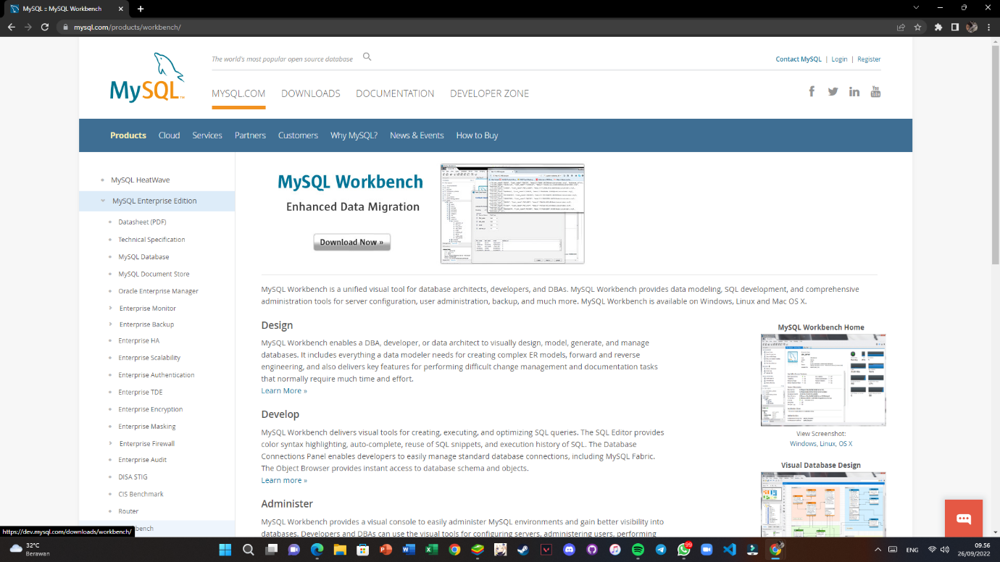 MySQL :: MySQL Workbench
mysql.com/products/workbench/
The world's most popular open source database
Contact MySQL | Login | Register
MySQL™
MYSQL.COM DOWNLOADS DOCUMENTATION DEVELOPER ZONE
Products Cloud Services Partners Customers Why MySQL? News & Events How to Buy
MySQL HeatWave
MySQL Enterprise Edition
Datasheet (PDF)
Technical Specification
MySQL Database
MySQL Document Store
Oracle Enterprise Manager
Enterprise Monitor
Enterprise Backup
Enterprise HA
Enterprise Scalability
Enterprise Authentication
Enterprise TDE
Enterprise Encryption
Enterprise Masking
Enterprise Firewall
Enterprise Audit
DISA STIG
CIS Benchmark
Router
bench
MySQL Workbench
Enhanced Data Migration
Download Now »
MySQL Workbench is a unified visual tool for database architects, developers, and DBAs. MySQL Workbench provides data modeling, SQL development, and comprehensive
administration tools for server configuration, user administration, backup, and much more. MySQL Workbench is available on Windows, Linux and Mac OS X.
Design
MySQL Workbench enables a DBA, developer, or data architect to visually design, model, generate, and manage
databases. It includes everything a data modeler needs for creating complex ER models, forward and reverse
engineering, and also delivers key features for performing difficult change management and documentation tasks
that normally require much time and effort.
Learn More »
Develop
MySQL Workbench delivers visual tools for creating, executing, and optimizing SQL queries. The SQL Editor provides
color syntax highlighting, auto-complete, reuse of SQL snippets, and execution history of SQL. The Database
Connections Panel enables developers to easily manage standard database connections, including MySQL Fabric.
The Object Browser provides instant access to database schema and objects.
Learn more »
Administer
MySQL Workbench provides a visual console to easily administer MySQL environments and gain better visibility into
databases. Developers and DBAs can use the visual tools for configuring servers, administering users, performing
MySQL Workbench Home
View Screenshot:
Windows, Linux, OS X
Visual Database Design
https://dev.mysql.com/downloads/workbench/
32°C
Berawan
99
ENG
09.56
26/09/2022